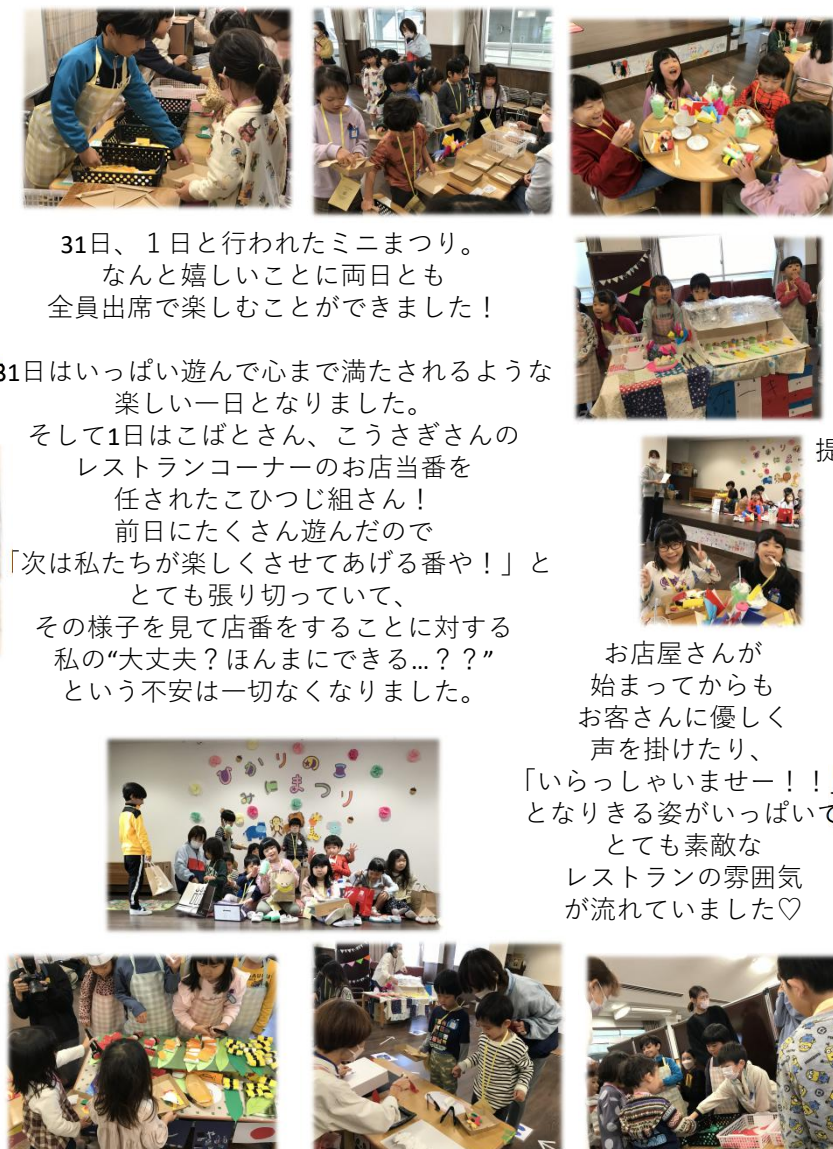 31日、１日と行われたミニまつり。
なんと嬉しいことに両日とも
全員出席で楽しむことができました！
31日はいっぱい遊んで心まで満たされるような
楽しい一日となりました。
そして1日はこばとさん、こうさぎさんの
レストランコーナーのお店当番を
任されたこひつじ組さん！
前日にたくさん遊んだので
「次は私たちが楽しくさせてあげる番や！」と
とても張り切っていて、
その様子を見て店番をすることに対する
私の“大丈夫？ほんまにできる…？？”
という不安は一切なくなりました。
提
お店屋さんが
始まってからも
お客さんに優しく
声を掛けたり、
「いらっしゃいませー！！」
となりきる姿がいっぱいで
とても素敵な
レストランの雰囲気
が流れていました♡
ひかりのこ
みにまつり
ケーキ